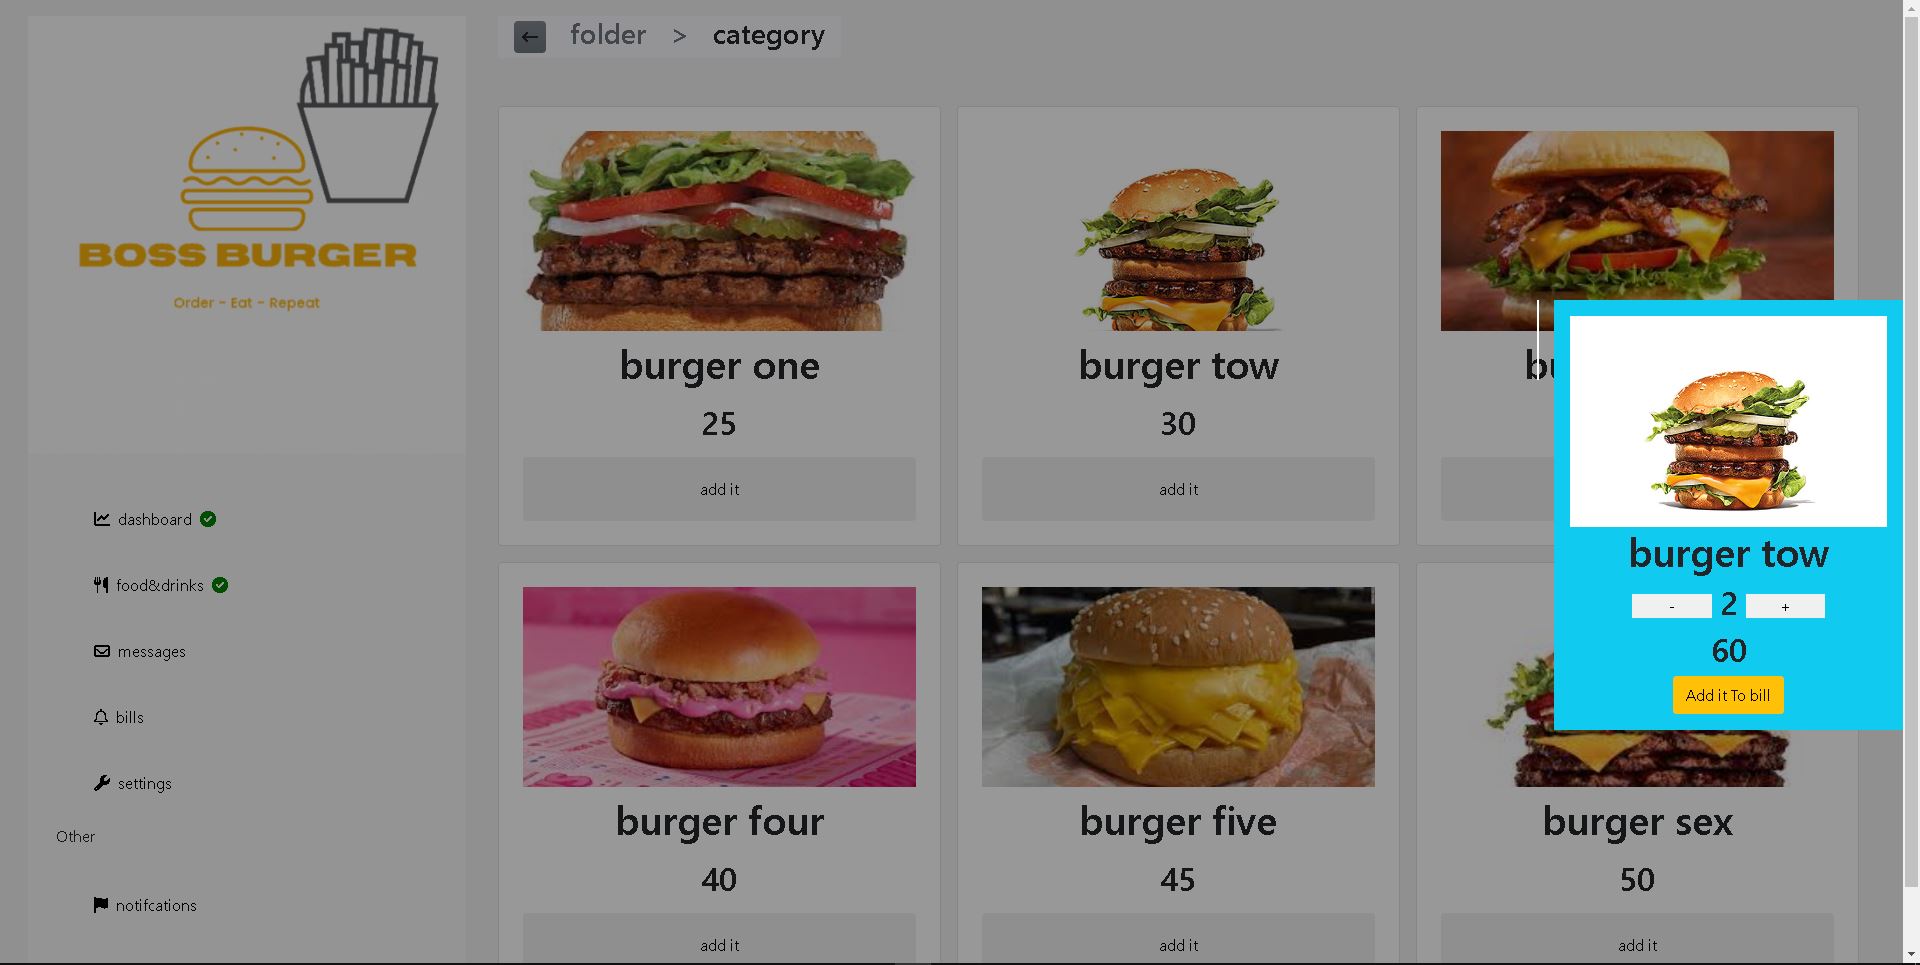 ← folder > category
BOSS BURGER
Order - Eat - Repeat
dashboard
food&drinks
messages
bills
settings
Other
notifcations
burger one
25
add it
burger tow
30
add it
bu
burger four
40
add it
burger five
45
add it
burger sex
50
add it
burger tow
- 2 +
60
Add it To bill